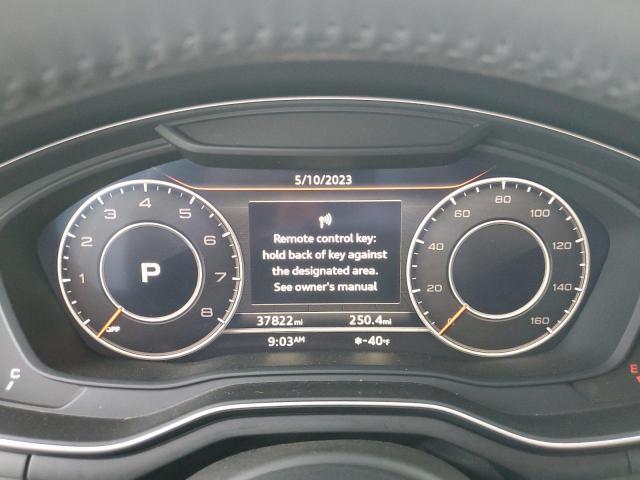 5/10/2023
1 2 3 4 5 6 7 8
P
OFF
Remote control key:
hold back of key against
the designated area.
See owner's manual
0 20 40 60 80 100 120 140 160
37822mi
250.4mi
9:03AM
❄-40°F
C
E